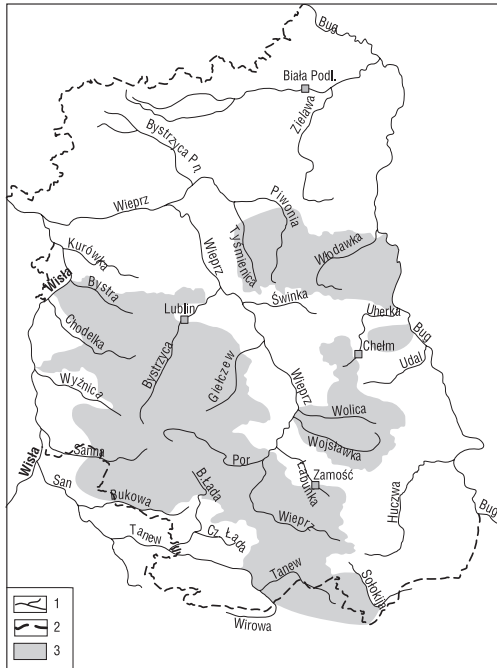 Bug
Biała Podl.
Zielawa
Bystrzyca Pn.
Wieprz
Piwonia
Tyśmienica
Włodawka
Kurówka
Wieprz
Wisła
Bystra
Świnka
Lublin
Uherka
Bug
Chodelka
Chełm
Udal
Bystrzyca
Giełczew
Wyżnica
Wieprz
Wolica
Wojsławka
Sanna
Wisła
Por
Łabuńka
Zamość
San
B.Łada
Bukowa
Wieprz
Huczwa
Bug
Tanew
Cz. Łada
Tanew
Sołokija
Wirowa
1
2
3